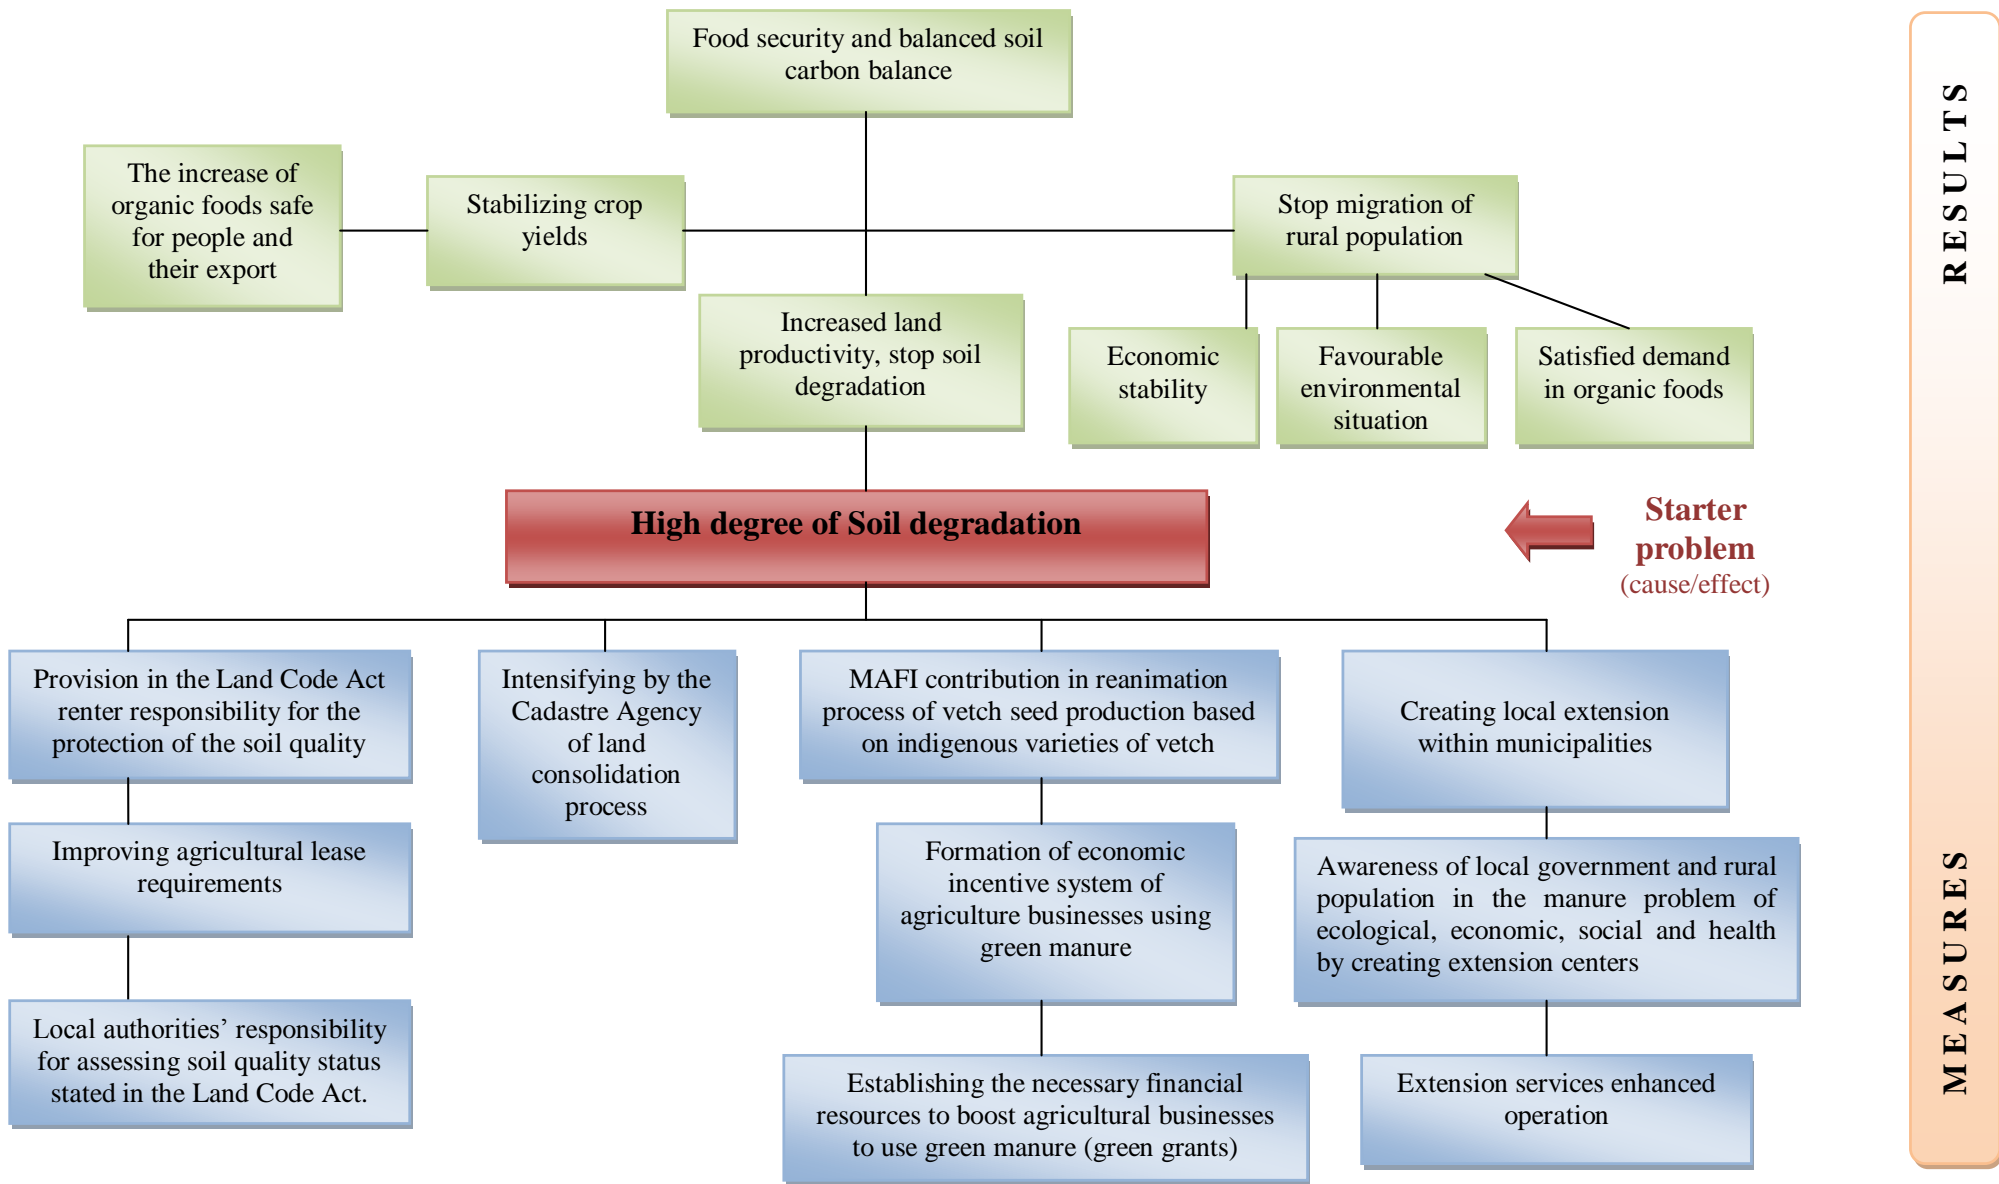 Food security and balanced soil
carbon balance
The increase of
organic foods safe
for people and
their export
Stabilizing crop
yields
Stop migration of
rural population
Increased land
productivity, stop soil
degradation
Economic
stability
Favourable
environmental
situation
Satisfied demand
in organic foods
RESULTS
High degree of Soil degradation
Starter
problem
(cause/effect)
Provision in the Land Code Act
renter responsibility for the
protection of the soil quality
Intensifying by the
Cadastre Agency
of land
consolidation
process
MAFI contribution in reanimation
process of vetch seed production based
on indigenous varieties of vetch
Creating local extension
within municipalities
Improving agricultural lease
requirements
Formation of economic
incentive system of
agriculture businesses using
green manure
Awareness of local government and rural
population in the manure problem of
ecological, economic, social and health
by creating extension centers
Local authorities’ responsibility
for assessing soil quality status
stated in the Land Code Act.
Establishing the necessary financial
resources to boost agricultural businesses
to use green manure (green grants)
Extension services enhanced
operation
MEASURES